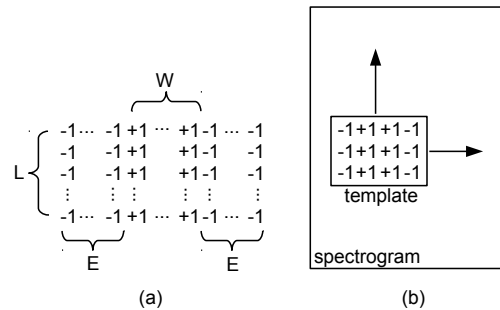 W
-1 ··· -1 +1 ··· +1 -1 ··· -1
-1 -1 +1 +1 -1 -1
L
-1 -1 +1 +1 -1 -1
⋮ ⋮ ⋮ ⋮ ⋮ ⋮
-1 ··· -1 +1 ··· +1 -1 ··· -1
E E
(a)
-1 +1 +1 -1
-1 +1 +1 -1
-1 +1 +1 -1
template
spectrogram
(b)